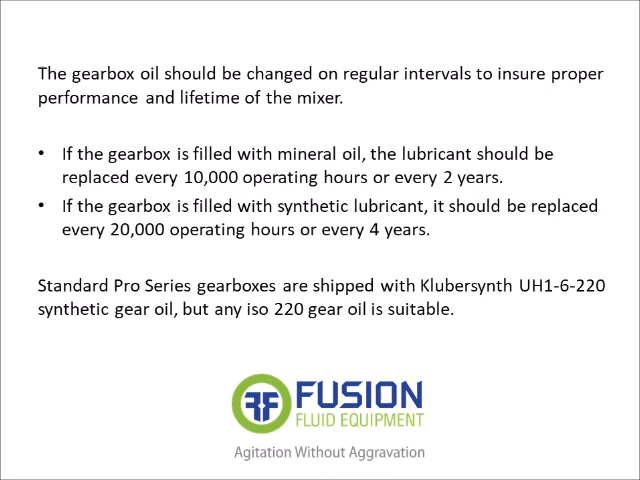 The gearbox oil should be changed on regular intervals to insure proper
performance and lifetime of the mixer.
• If the gearbox is filled with mineral oil, the lubricant should be
replaced every 10,000 operating hours or every 2 years.
• If the gearbox is filled with synthetic lubricant, it should be replaced
every 20,000 operating hours or every 4 years.
Standard Pro Series gearboxes are shipped with Klubersynth UH1-6-220
synthetic gear oil, but any iso 220 gear oil is suitable.
FUSION
FLUID EQUIPMENT
Agitation Without Aggravation